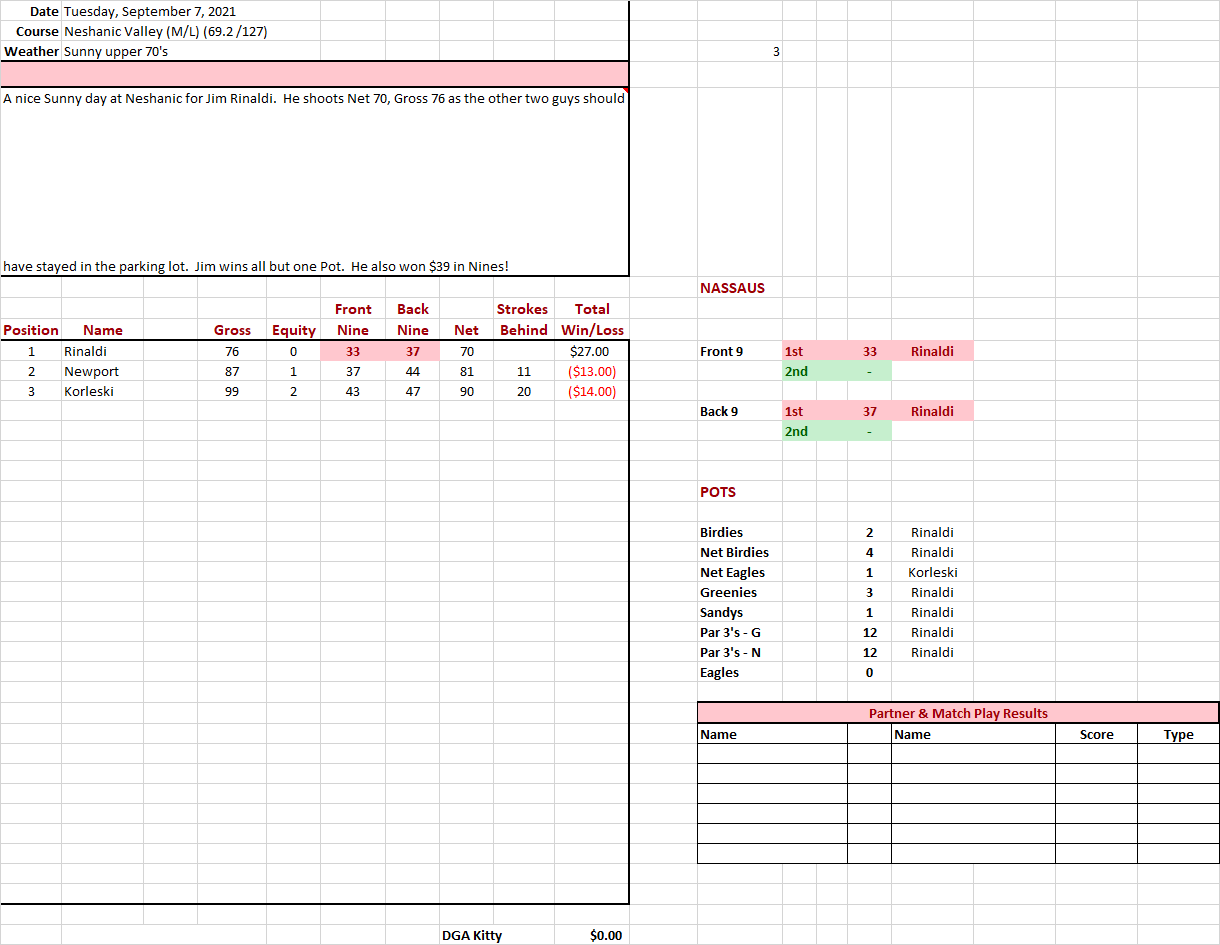 Date Tuesday, September 7, 2021
Course Neshanic Valley (M/L) (69.2 /127)
Weather Sunny upper 70's
3
A nice Sunny day at Neshanic for Jim Rinaldi.  He shoots Net 70, Gross 76 as the other two guys should
have stayed in the parking lot.  Jim wins all but one Pot.  He also won $39 in Nines!
Front Back Strokes Total
Position Name Gross Equity Nine Nine Net Behind Win/Loss
1 Rinaldi 76 0 33 37 70 $27.00
2 Newport 87 1 37 44 81 11 ($13.00)
3 Korleski 99 2 43 47 90 20 ($14.00)
DGA Kitty $0.00
NASSAUS
Front 9 1st 33 Rinaldi
2nd -
Back 9 1st 37 Rinaldi
2nd -
POTS
Birdies 2 Rinaldi
Net Birdies 4 Rinaldi
Net Eagles 1 Korleski
Greenies 3 Rinaldi
Sandys 1 Rinaldi
Par 3's - G 12 Rinaldi
Par 3's - N 12 Rinaldi
Eagles 0
Partner & Match Play Results
Name Name Score Type